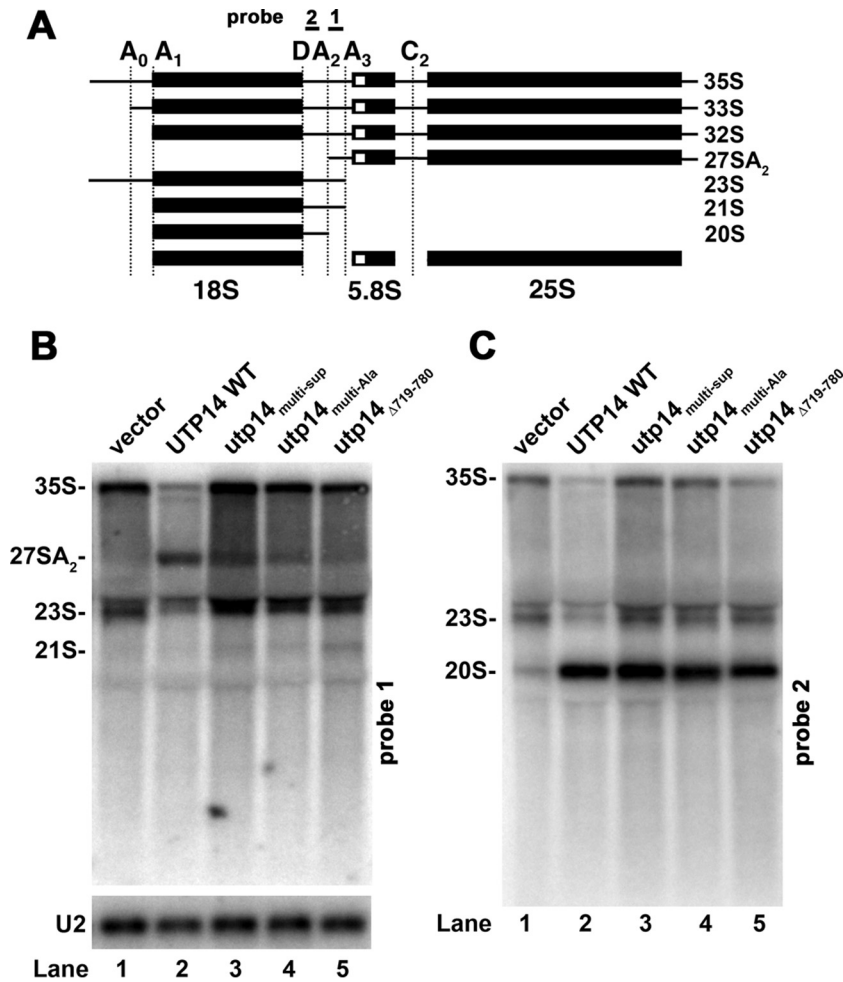 A
probe 2 1
A0 A1 D A2 A3 C2
35S
33S
32S
27SA2
23S
21S
20S
18S 5.8S 25S
B
vector
UTP14 WT
utp14 multi-sup
utp14 multi-Ala
utp14 Δ719-780
35S-
27SA2-
23S-
21S-
probe 1
U2
Lane 1 2 3 4 5
C
vector
UTP14 WT
utp14 multi-sup
utp14 multi-Ala
utp14 Δ719-780
35S-
23S-
20S-
probe 2
Lane 1 2 3 4 5